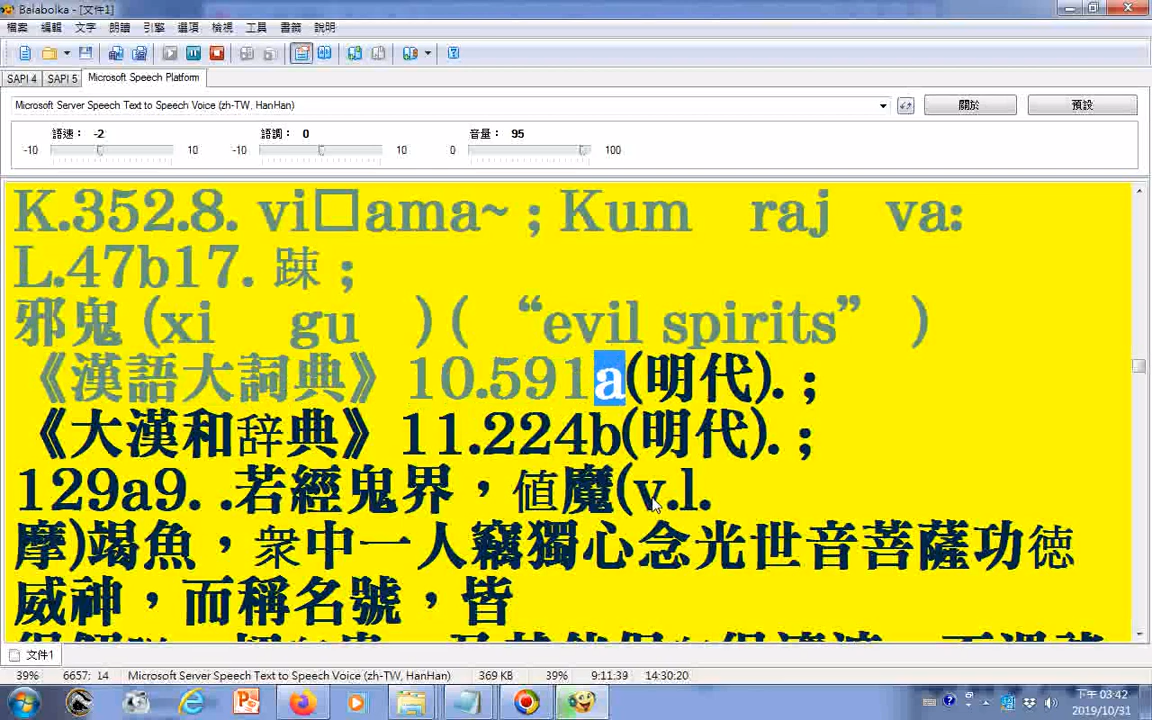 Balabolka - [文件1]
檔案 編輯 文字 朗讀 引擎 選項 檢視 工具 書籤 說明
SAPI 4 SAPI 5 Microsoft Speech Platform
Microsoft Server Speech Text to Speech Voice (zh-TW, HanHan) 關於 預設
語速： -2 語調： 0 音量： 95
-10 10 -10 10 0 100
K.352.8. vi□ama~ ; Kum raj va:
L.47b17. 踈；
邪鬼 (xi gu ) ( “evil spirits” )
《漢語大詞典》 10.591a(明代).；
《大漢和辞典》 11.224b(明代).；
129a9. .若經鬼界，値魔(v.l.
摩)竭魚，衆中一人竊獨心念光世音菩薩功徳
威神，而稱名號，皆
文件1
39% 6657: 14 Microsoft Server Speech Text to Speech Voice (zh-TW, HanHan) 369 KB 39% 9:11:39 14:30:20
下午 03:42
2019/10/31